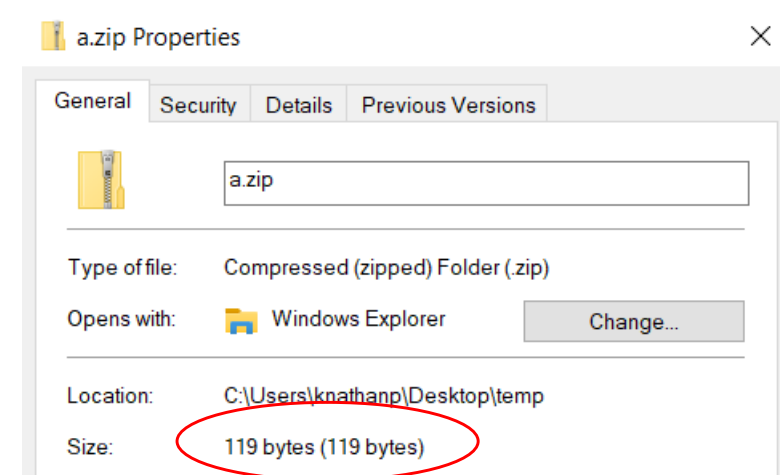 a.zip Properties
General Security Details Previous Versions
a.zip
Type of file: Compressed (zipped) Folder (.zip)
Opens with: Windows Explorer Change...
Location: C:\Users\knathanp\Desktop\temp
Size: 119 bytes (119 bytes)